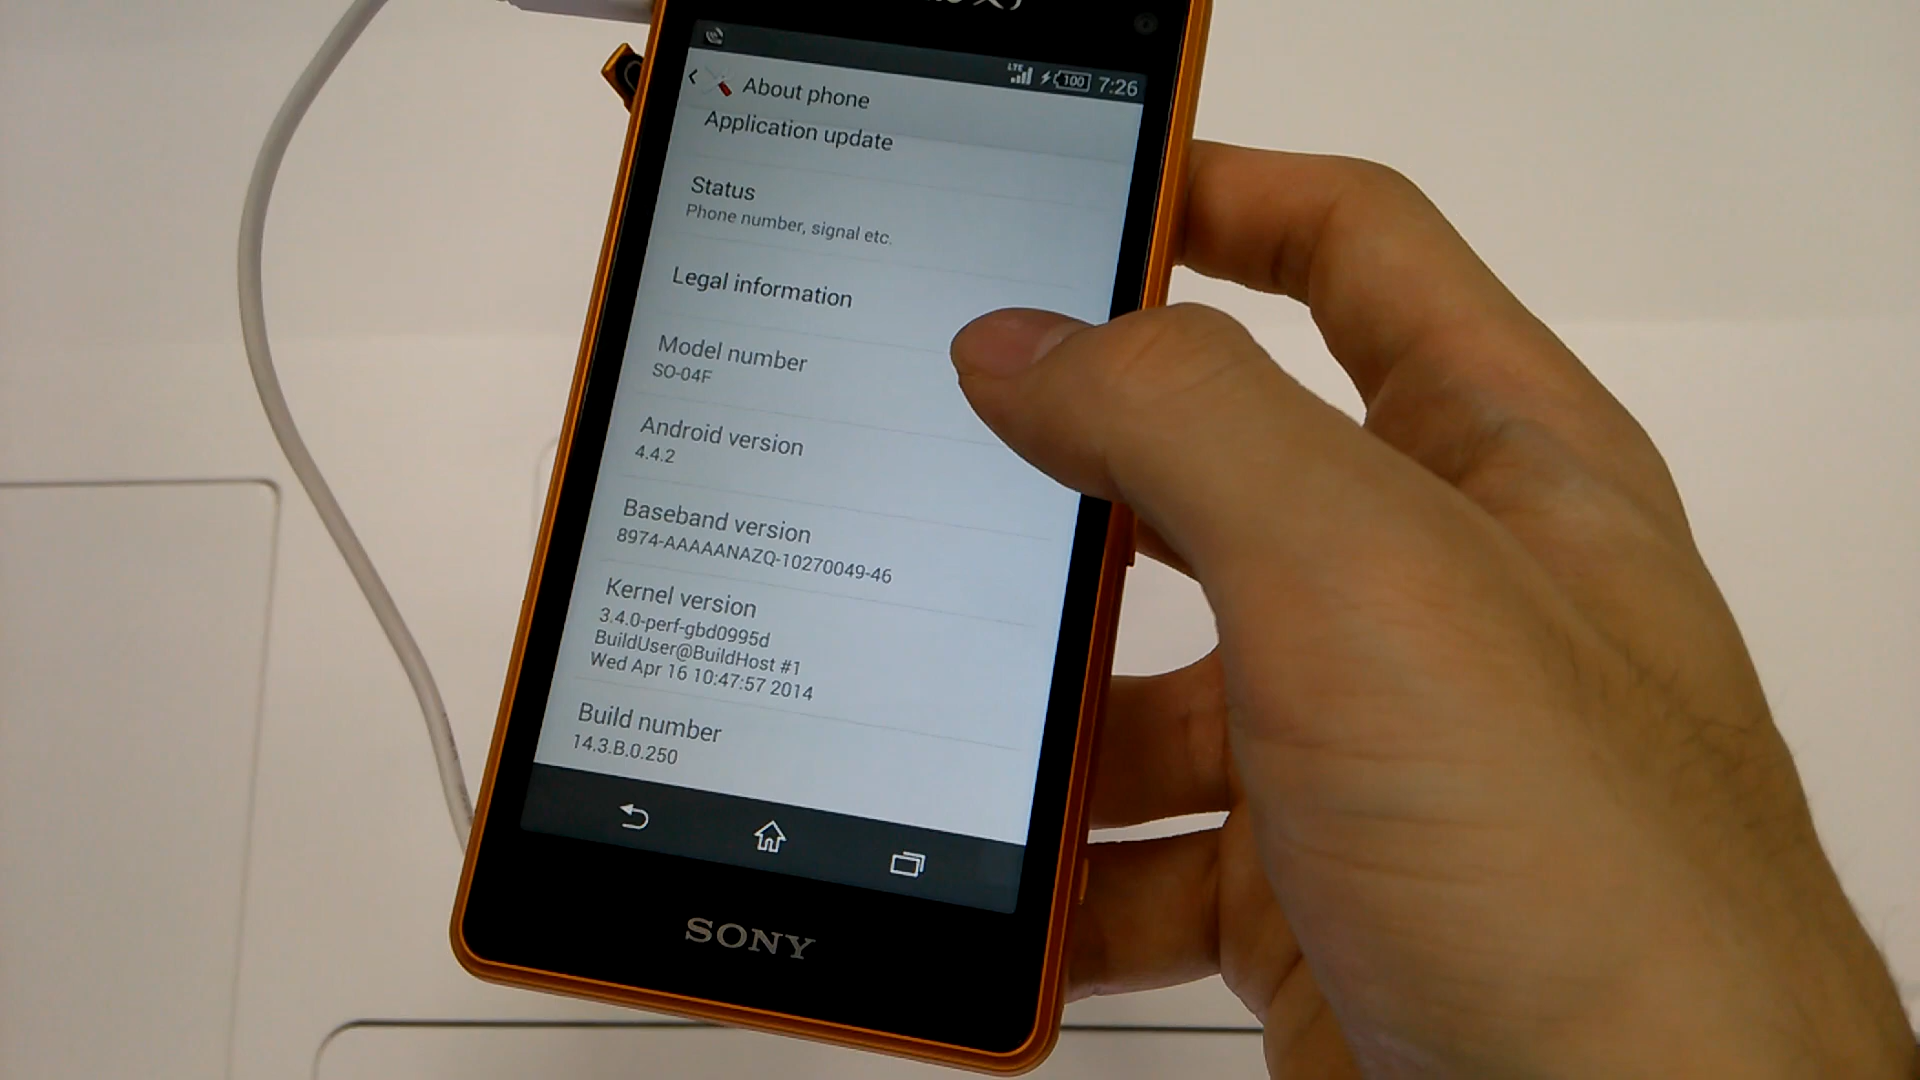 LTE 100 7:26
About phone
Application update
Status
Phone number, signal etc.
Legal information
Model number
SO-04F
Android version
4.4.2
Baseband version
8974-AAAAANAZQ-10270049-46
Kernel version
3.4.0-perf-gbd0995d
BuildUser@BuildHost #1
Wed Apr 16 10:47:57 2014
Build number
14.3.B.0.250
SONY